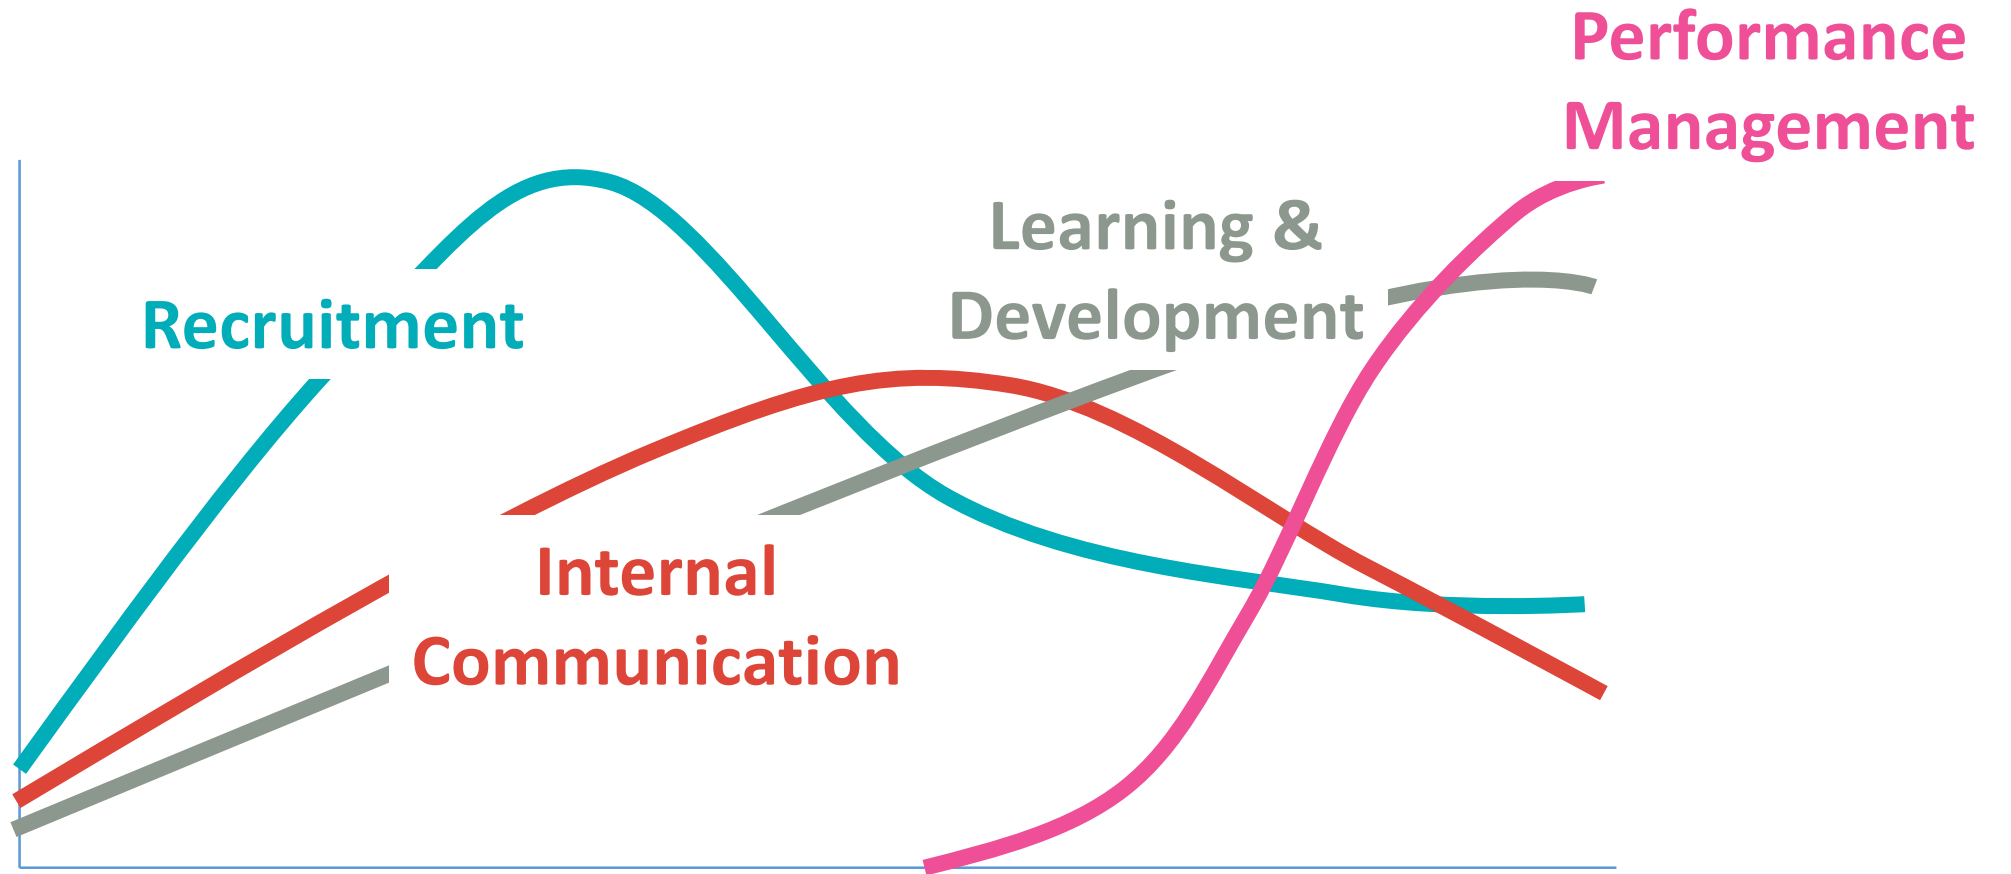 Performance
Management
Learning &
Development
Recruitment
Internal
Communication